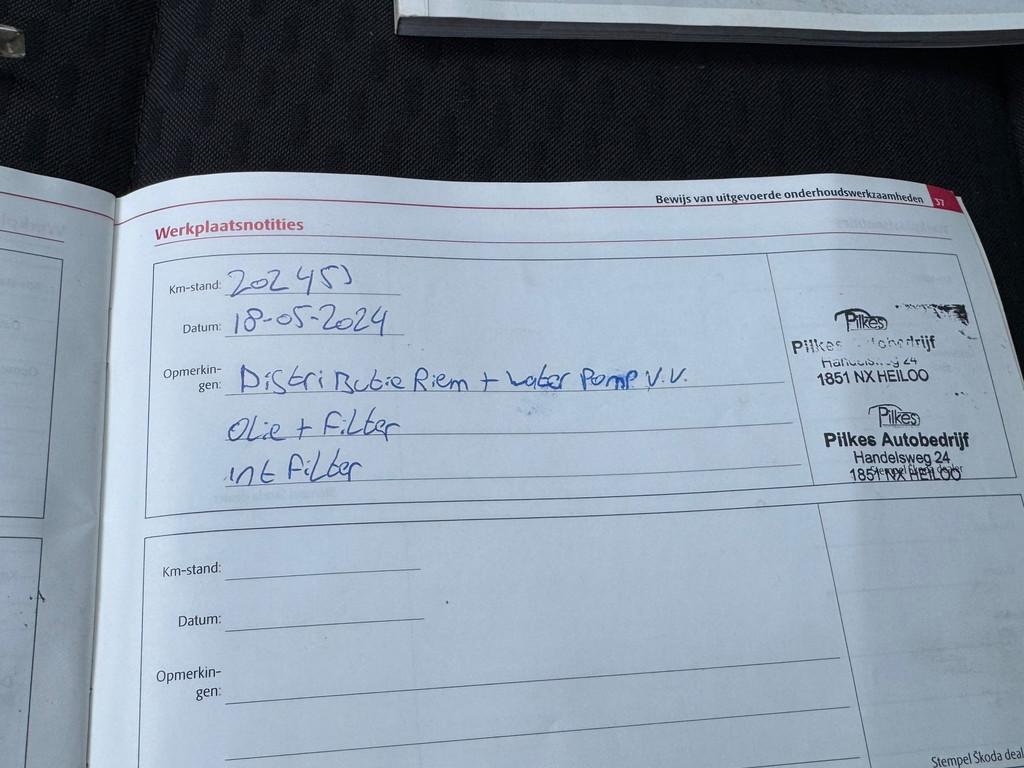 Bewijs van uitgevoerde onderhoudswerkzaamheden 37
Werkplaatsnotities
Km-stand:
Datum: 18-05-2024
Opmerkin-
gen: Distributie Riem + water Pomp V.V.
Olie + Filter
int Filter
Pilkes
Pilkes
1851 NX HEILOO
Pilkes
Pilkes Autobedrijf
Handelsweg 24
1851 NX HEILOO
Km-stand:
Datum:
Opmerkin-
gen:
Stempel Škoda deal